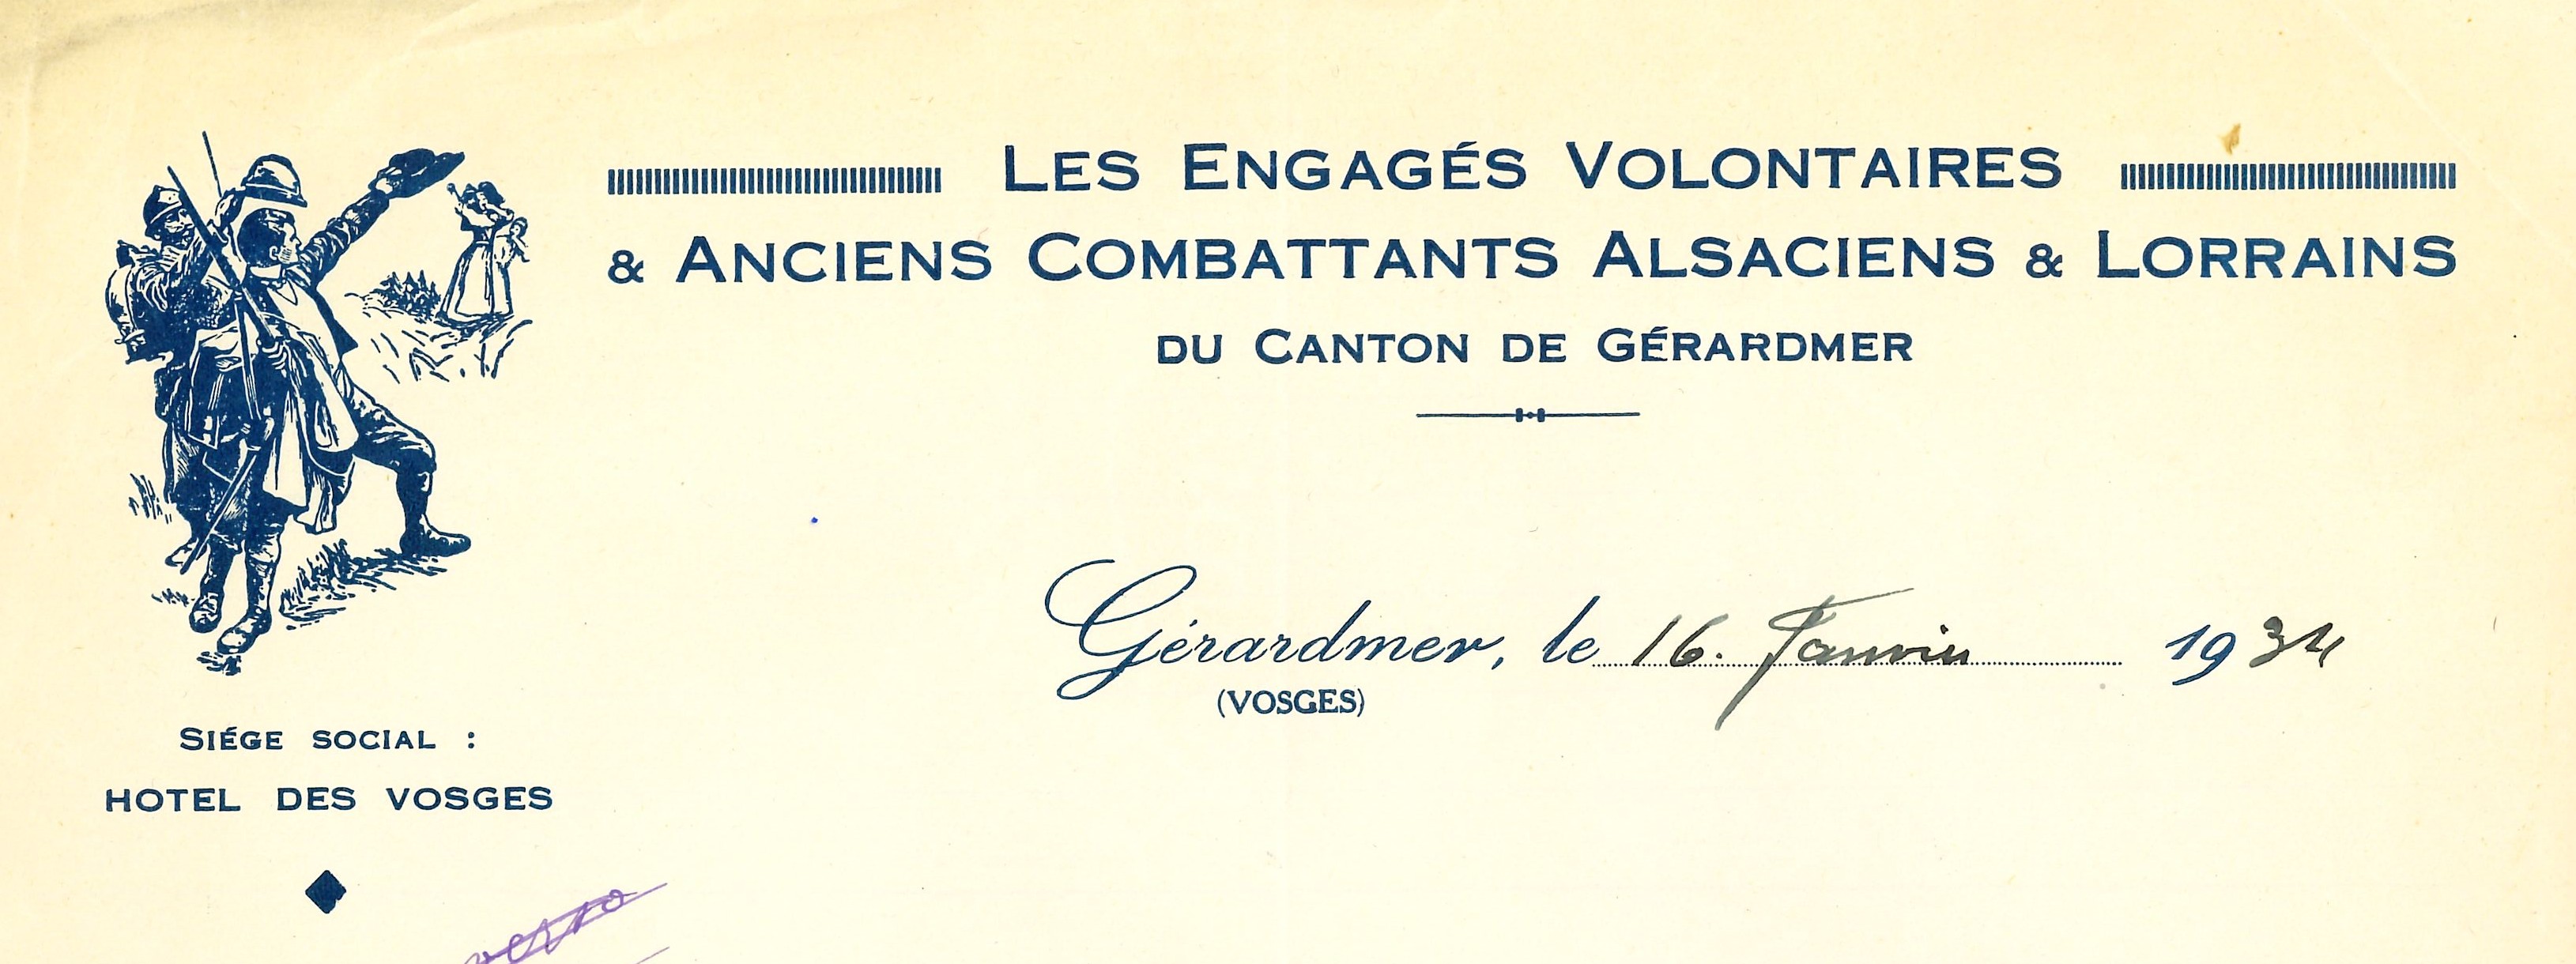 LES ENGAGÉS VOLONTAIRES
& ANCIENS COMBATTANTS ALSACIENS & LORRAINS
DU CANTON DE GÉRARDMER
Gérardmer, le 16. Janvier 1934
(VOSGES)
SIÉGE SOCIAL :
HOTEL DES VOSGES